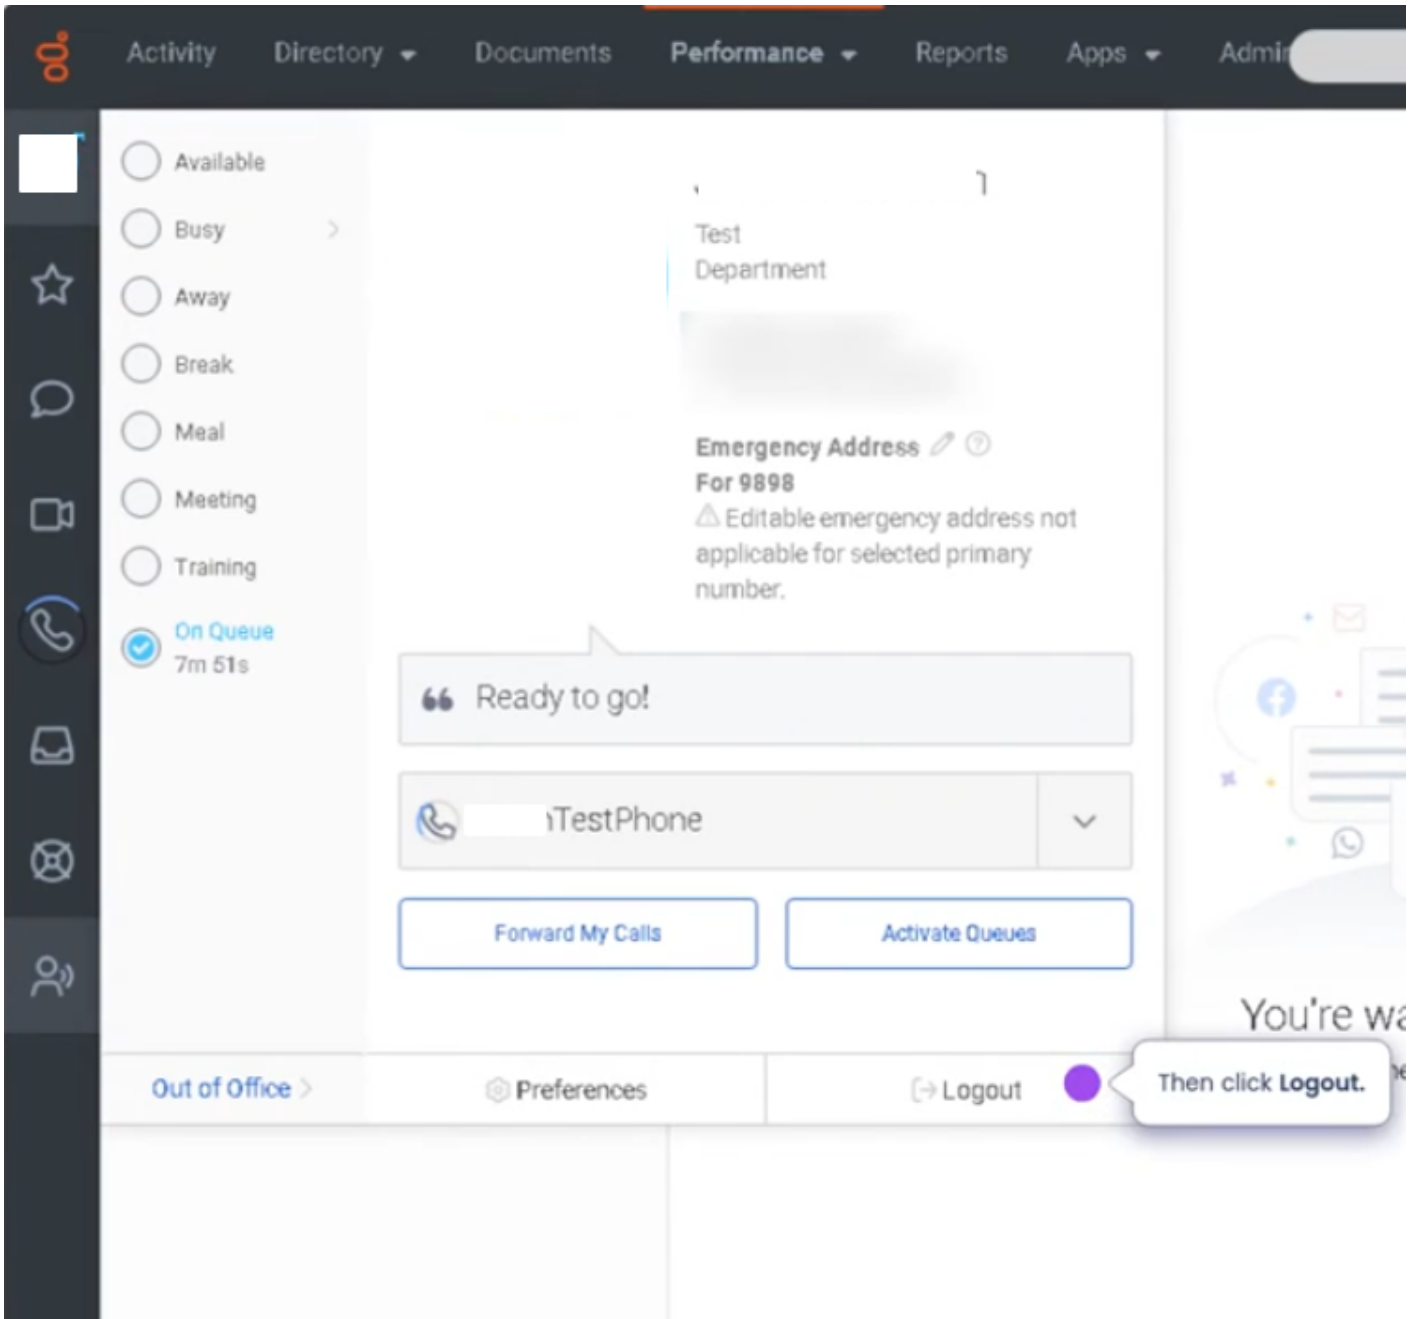 Activity Directory Documents Performance Reports Apps Admin
Available
Busy
Away
Break
Meal
Meeting
Training
On Queue
7m 51s
Test
Department
Emergency Address
For 9898
Editable emergency address not
applicable for selected primary
number.
Ready to go!
TestPhone
Forward My Calls
Activate Queues
You're
Out of Office
Preferences
Logout
Then click Logout.